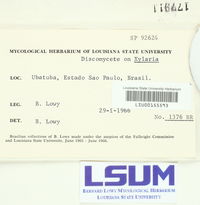 SP 92626
MYCOLOGICAL HERBARIUM OF LOUISIANA STATE UNIVERSITY
Discomycete on Xylaria
LOC. Ubatuba, Estado Sao Paulo, Brasil.
Louisiana State University Herbarium
LEG. B. Lowy
29-1-1966
DET. B. Lowy
No. 1376 BR
Brazilian collections of B. Lowy made under the auspices of the Fulbright Commission
and Louisiana State University, June 1965 - June 1966.
LSUM
BERNARD LOWY MYCOLOGICAL HERBARIUM
LOUISIANA STATE UNIVERSITY